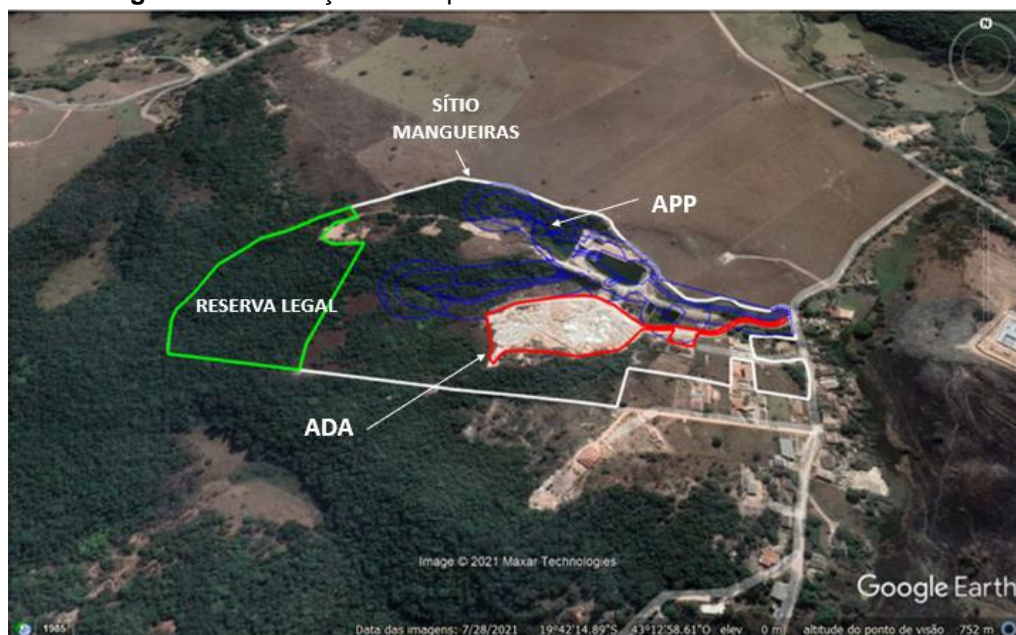 SÍTIO
MANGUEIRAS
APP
RESERVA LEGAL
ADA
N
Image © 2021 Maxar Technologies
Google Earth
1985
Data das imagens: 7/28/2021 19°42'14.89"S 43°12'58.61"O elev 0 m altitude do ponto de visão 752 m